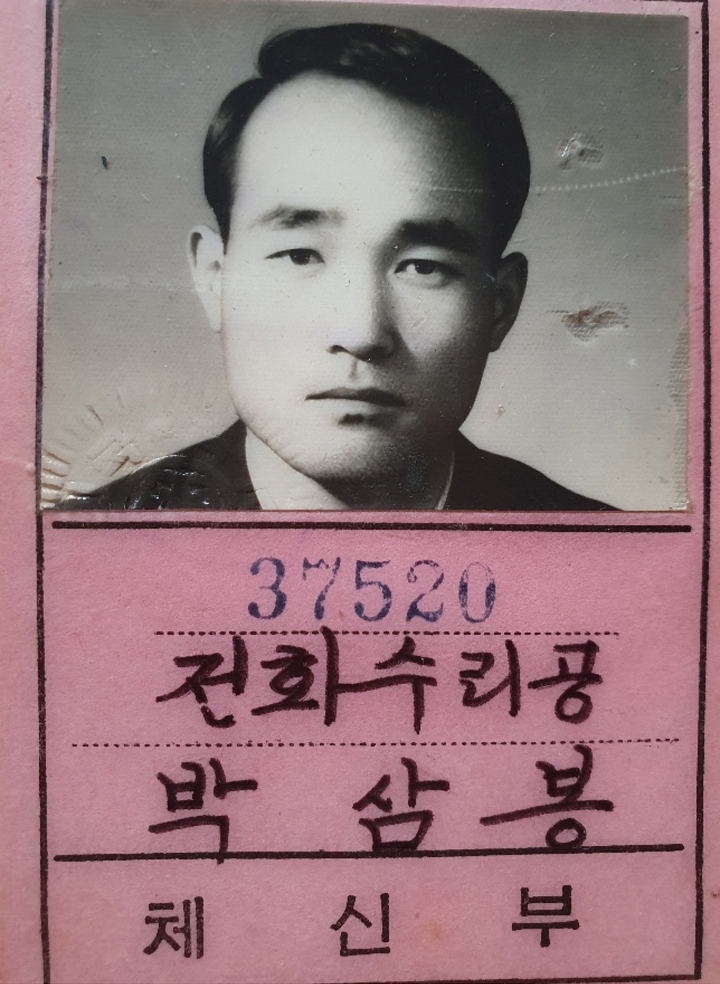 37520
전화수리공
박 삼 봉
체 신 부